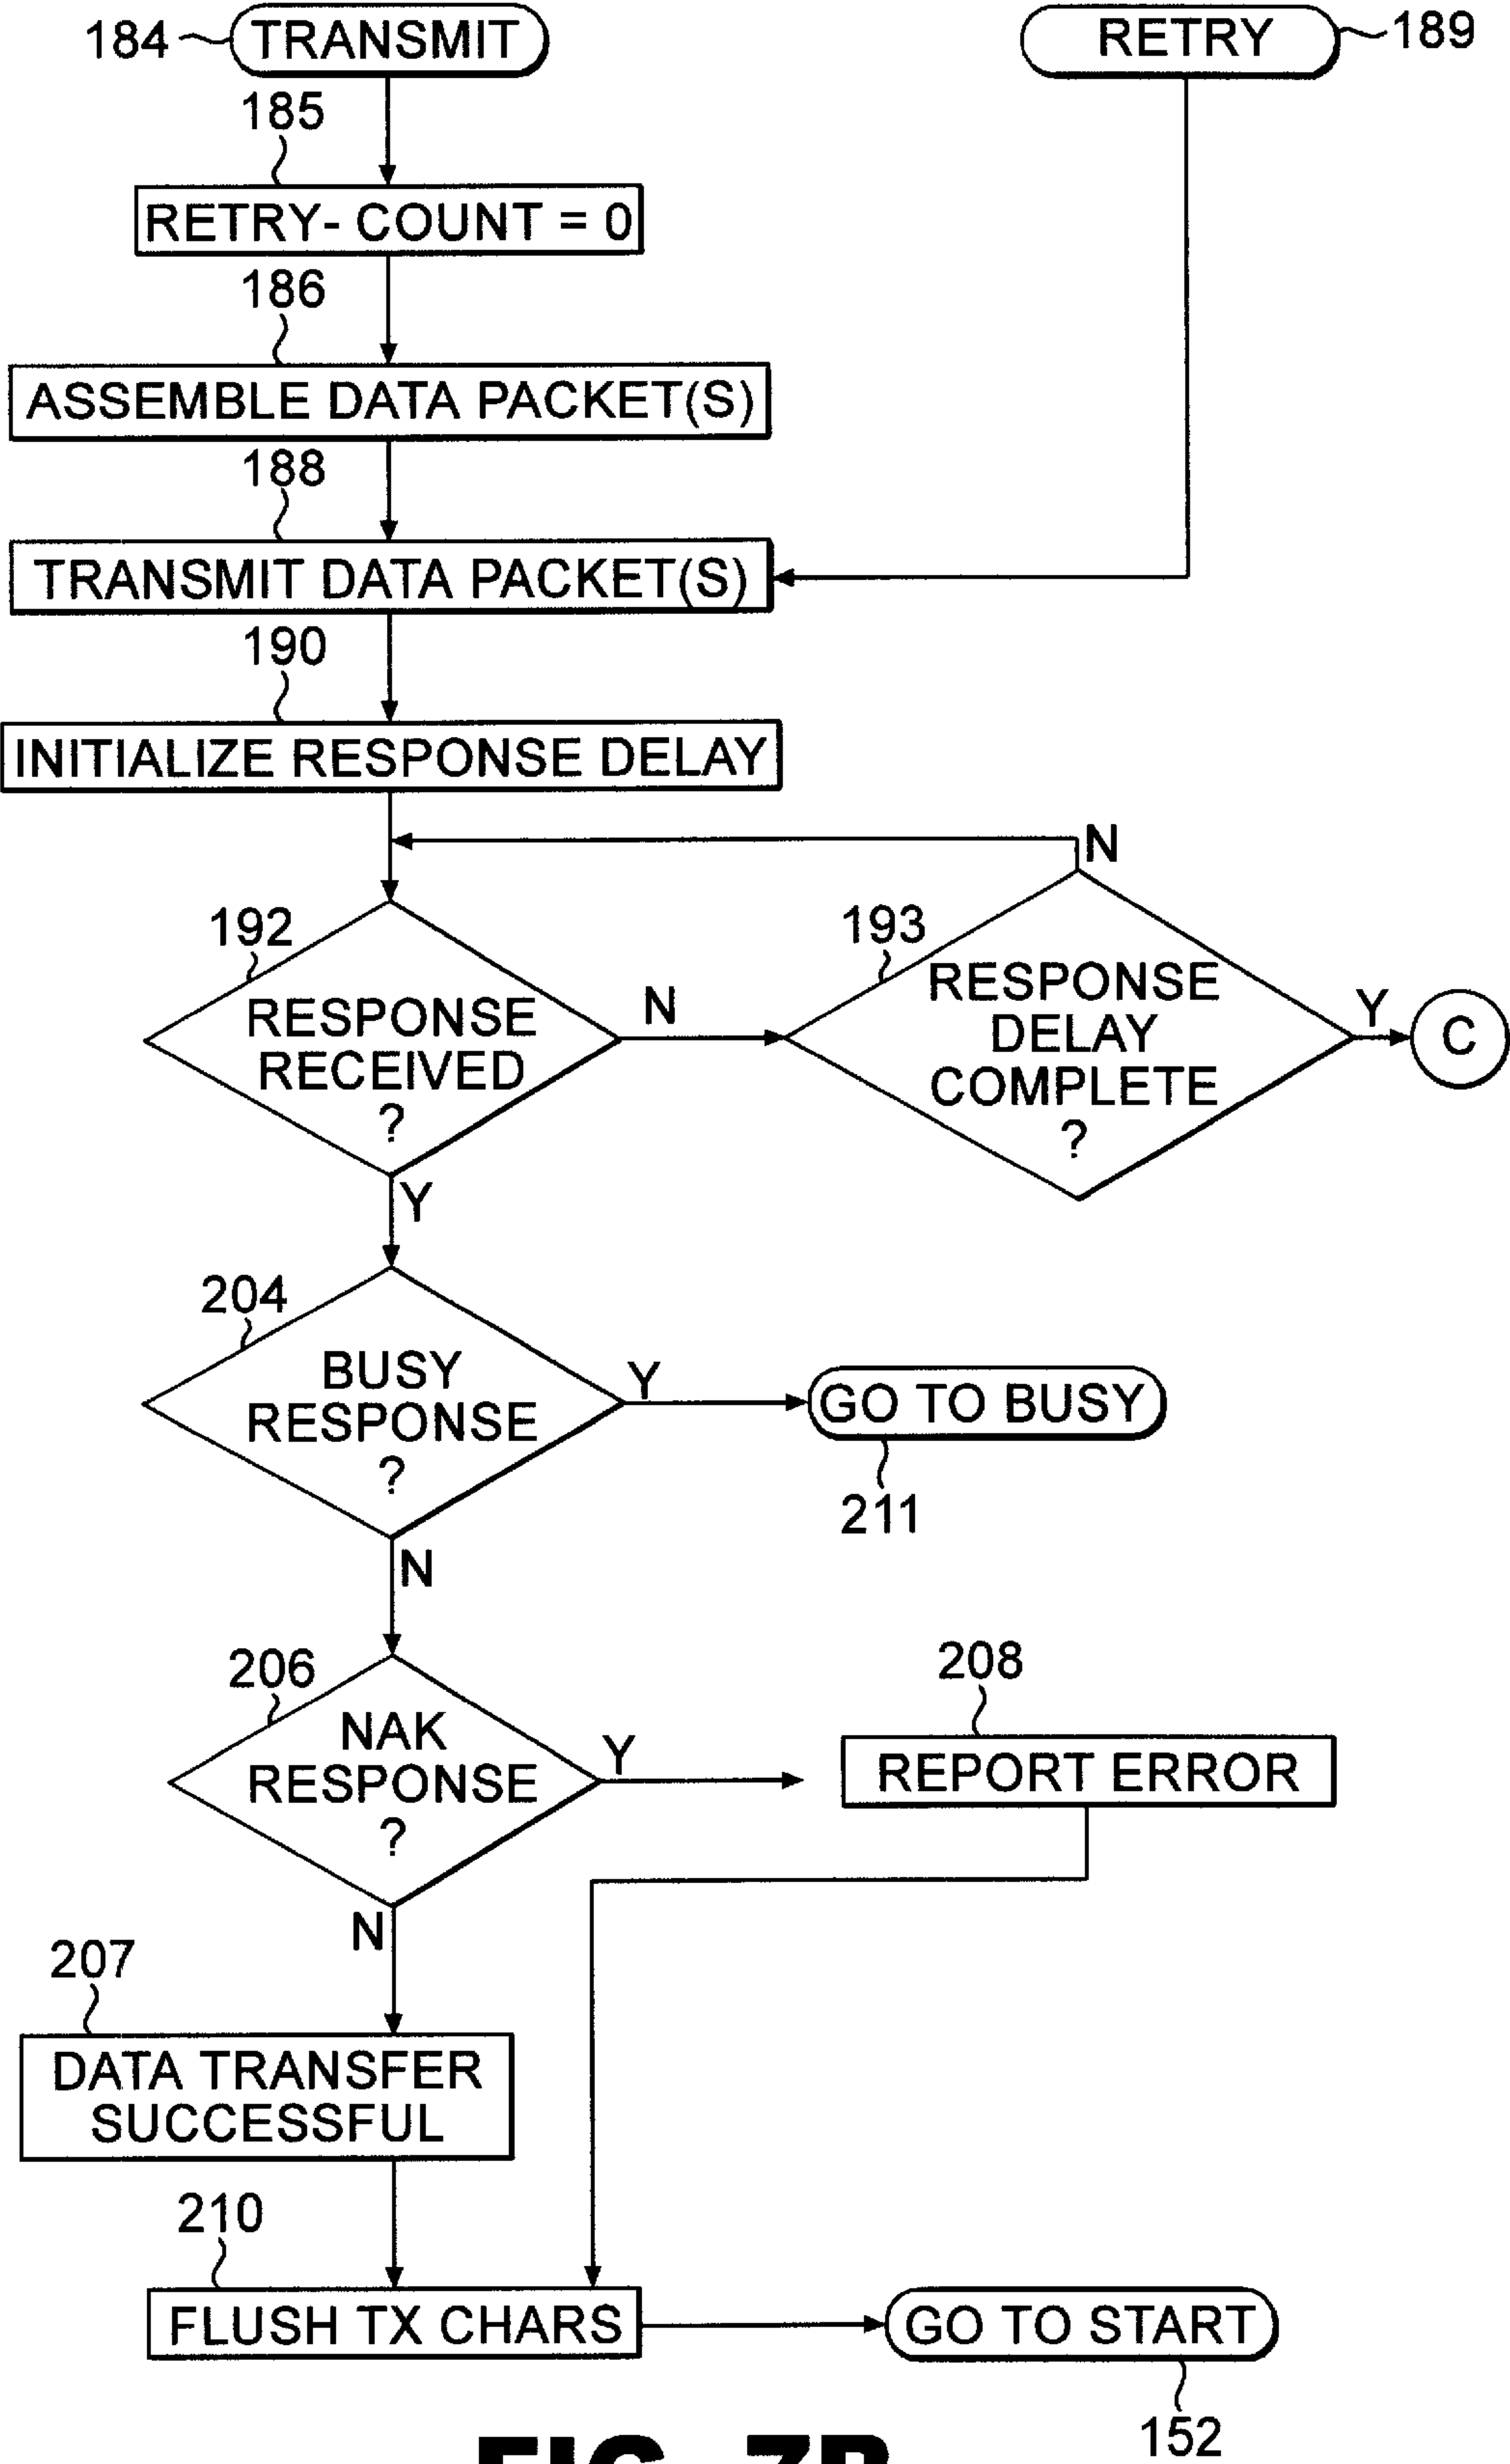 184
TRANSMIT
RETRY
189
185
RETRY- COUNT = 0
186
ASSEMBLE DATA PACKET(S)
188
TRANSMIT DATA PACKET(S)
190
INITIALIZE RESPONSE DELAY
N
192
RESPONSE
RECEIVED
?
N
193
RESPONSE
DELAY
COMPLETE
?
Y
C
Y
204
BUSY
RESPONSE
?
Y
GO TO BUSY
211
N
206
NAK
RESPONSE
?
Y
208
REPORT ERROR
N
207
DATA TRANSFER
SUCCESSFUL
210
FLUSH TX CHARS
GO TO START
152
FIG. 7B